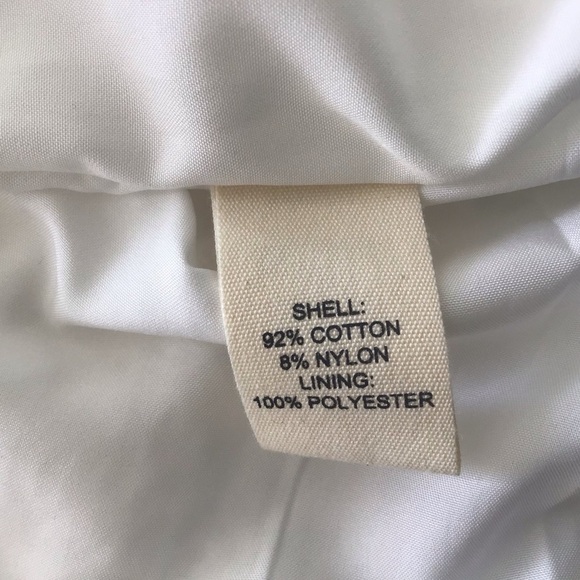 SHELL:
92% COTTON
8% NYLON
LINING:
100% POLYESTER